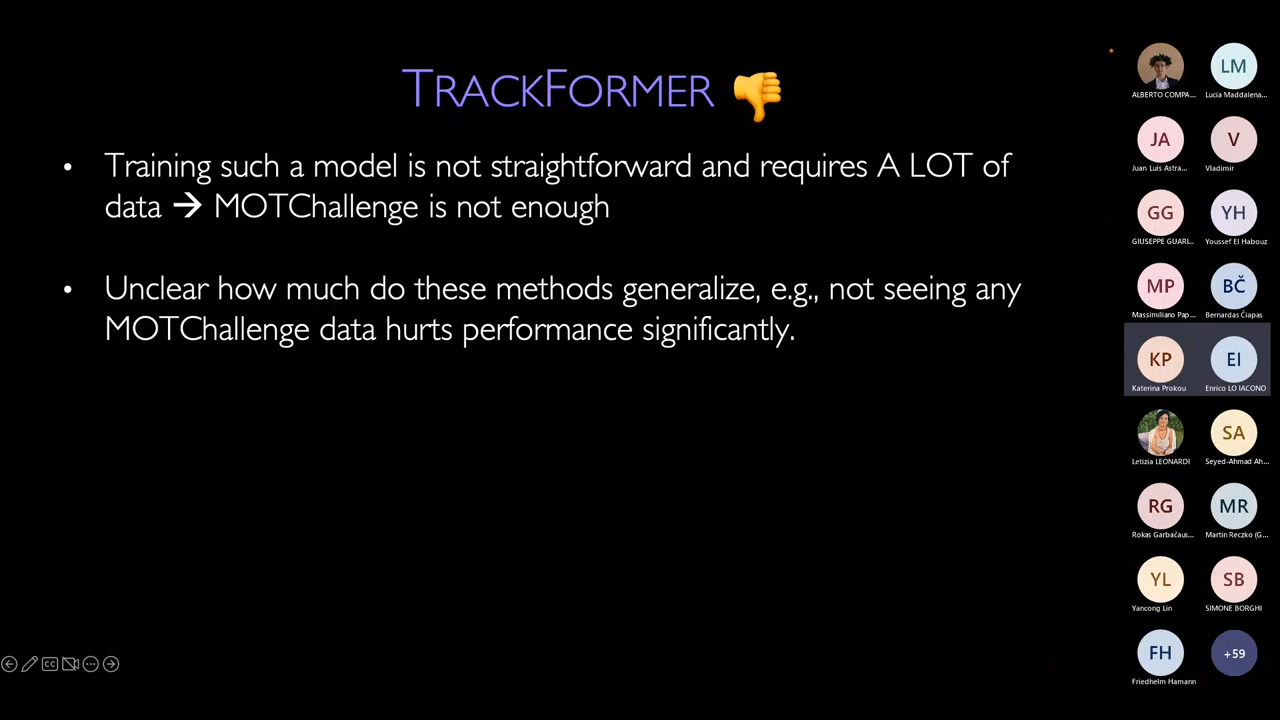 TRACKFORMER
• Training such a model is not straightforward and requires A LOT of
data → MOTChallenge is not enough
• Unclear how much do these methods generalize, e.g., not seeing any
MOTChallenge data hurts performance significantly.
ALBERTO COMPA...
LM
Lucia Maddalena...
JA
Juan Luis Astra...
V
Vladimir
GG
GIUSEPPE GUARL...
YH
Youssef El Habouz
MP
Massimiliano Pap...
BČ
Bernardas Čiapas
KP
Katerina Prokou
EI
Enrico LO IACONO
Letizia LEONARDI
SA
Seyed-Ahmad Ah...
RG
Rokas Garbačaus...
MR
Martin Reczko (G...
YL
Yancong Lin
SB
SIMONE BORGHI
FH
Friedhelm Hamann
+59
CC